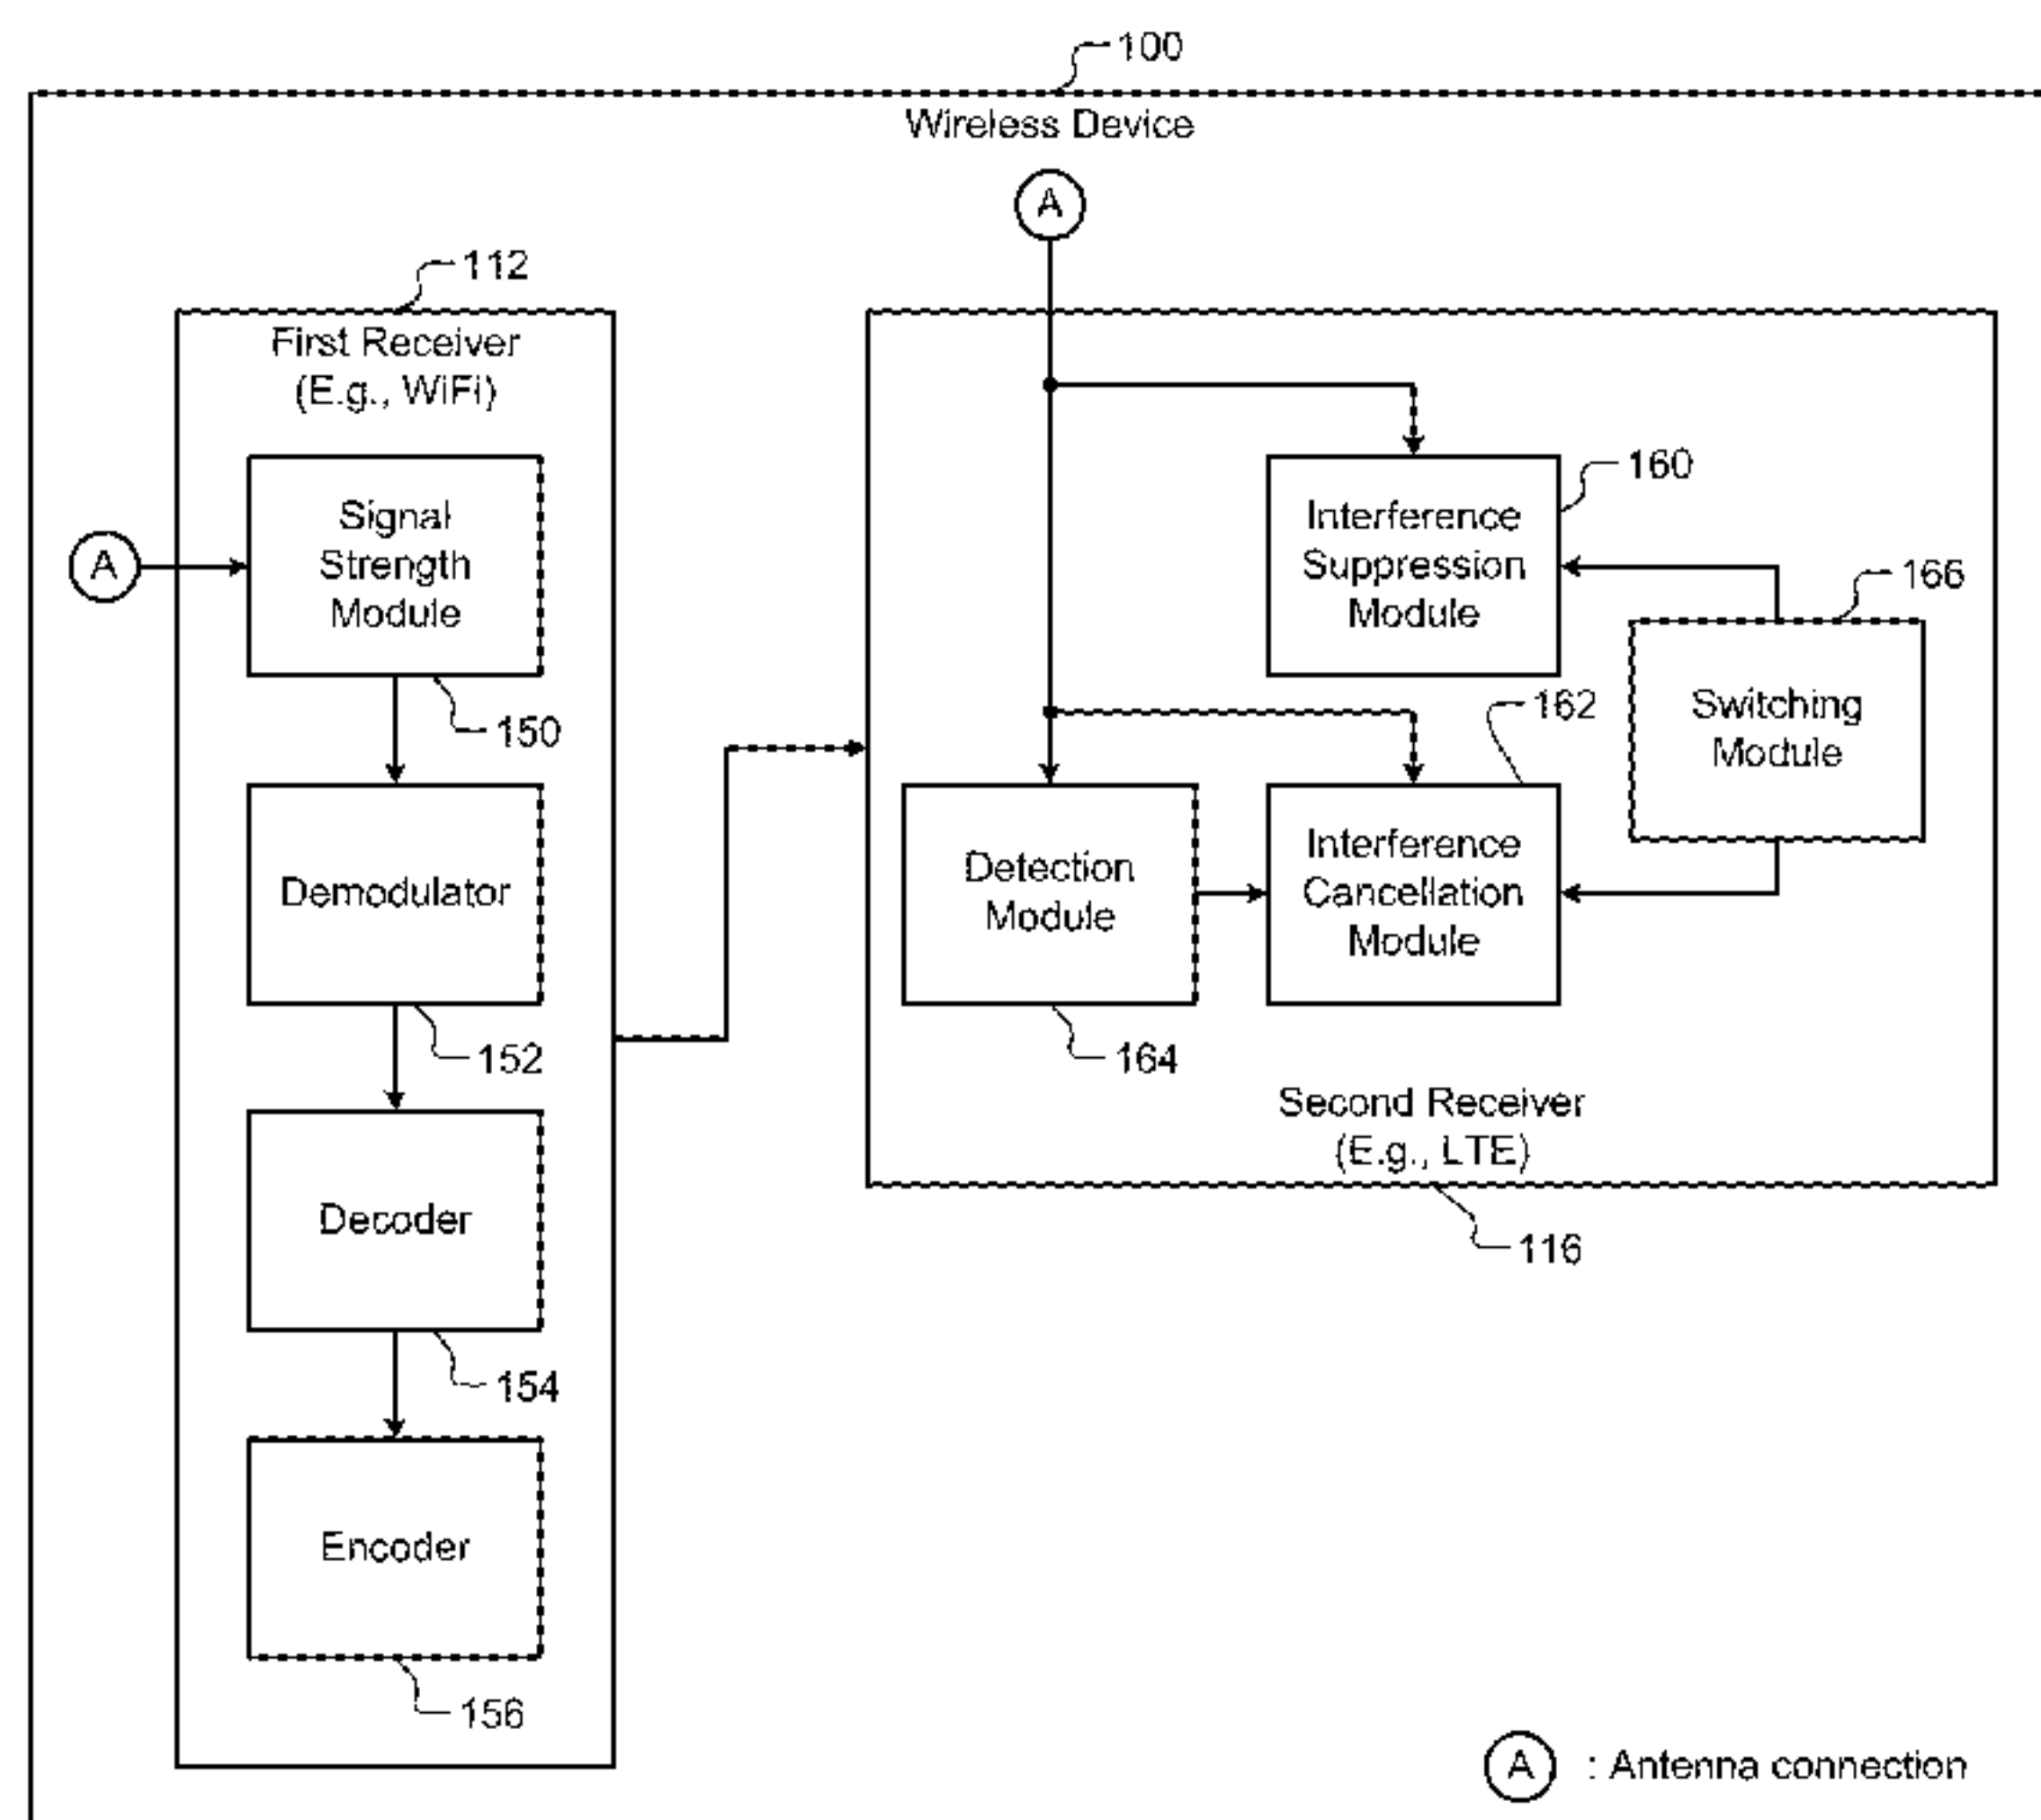 100
Wireless Device
A
112
First Receiver
(E.g., WiFi)
Signal
Strength
Module
A
150
Demodulator
152
Decoder
154
Encoder
156
160
Interference
Suppression
Module
166
Switching
Module
162
Detection
Module
Interference
Cancellation
Module
164
Second Receiver
(E.g., LTE)
116
A : Antenna connection